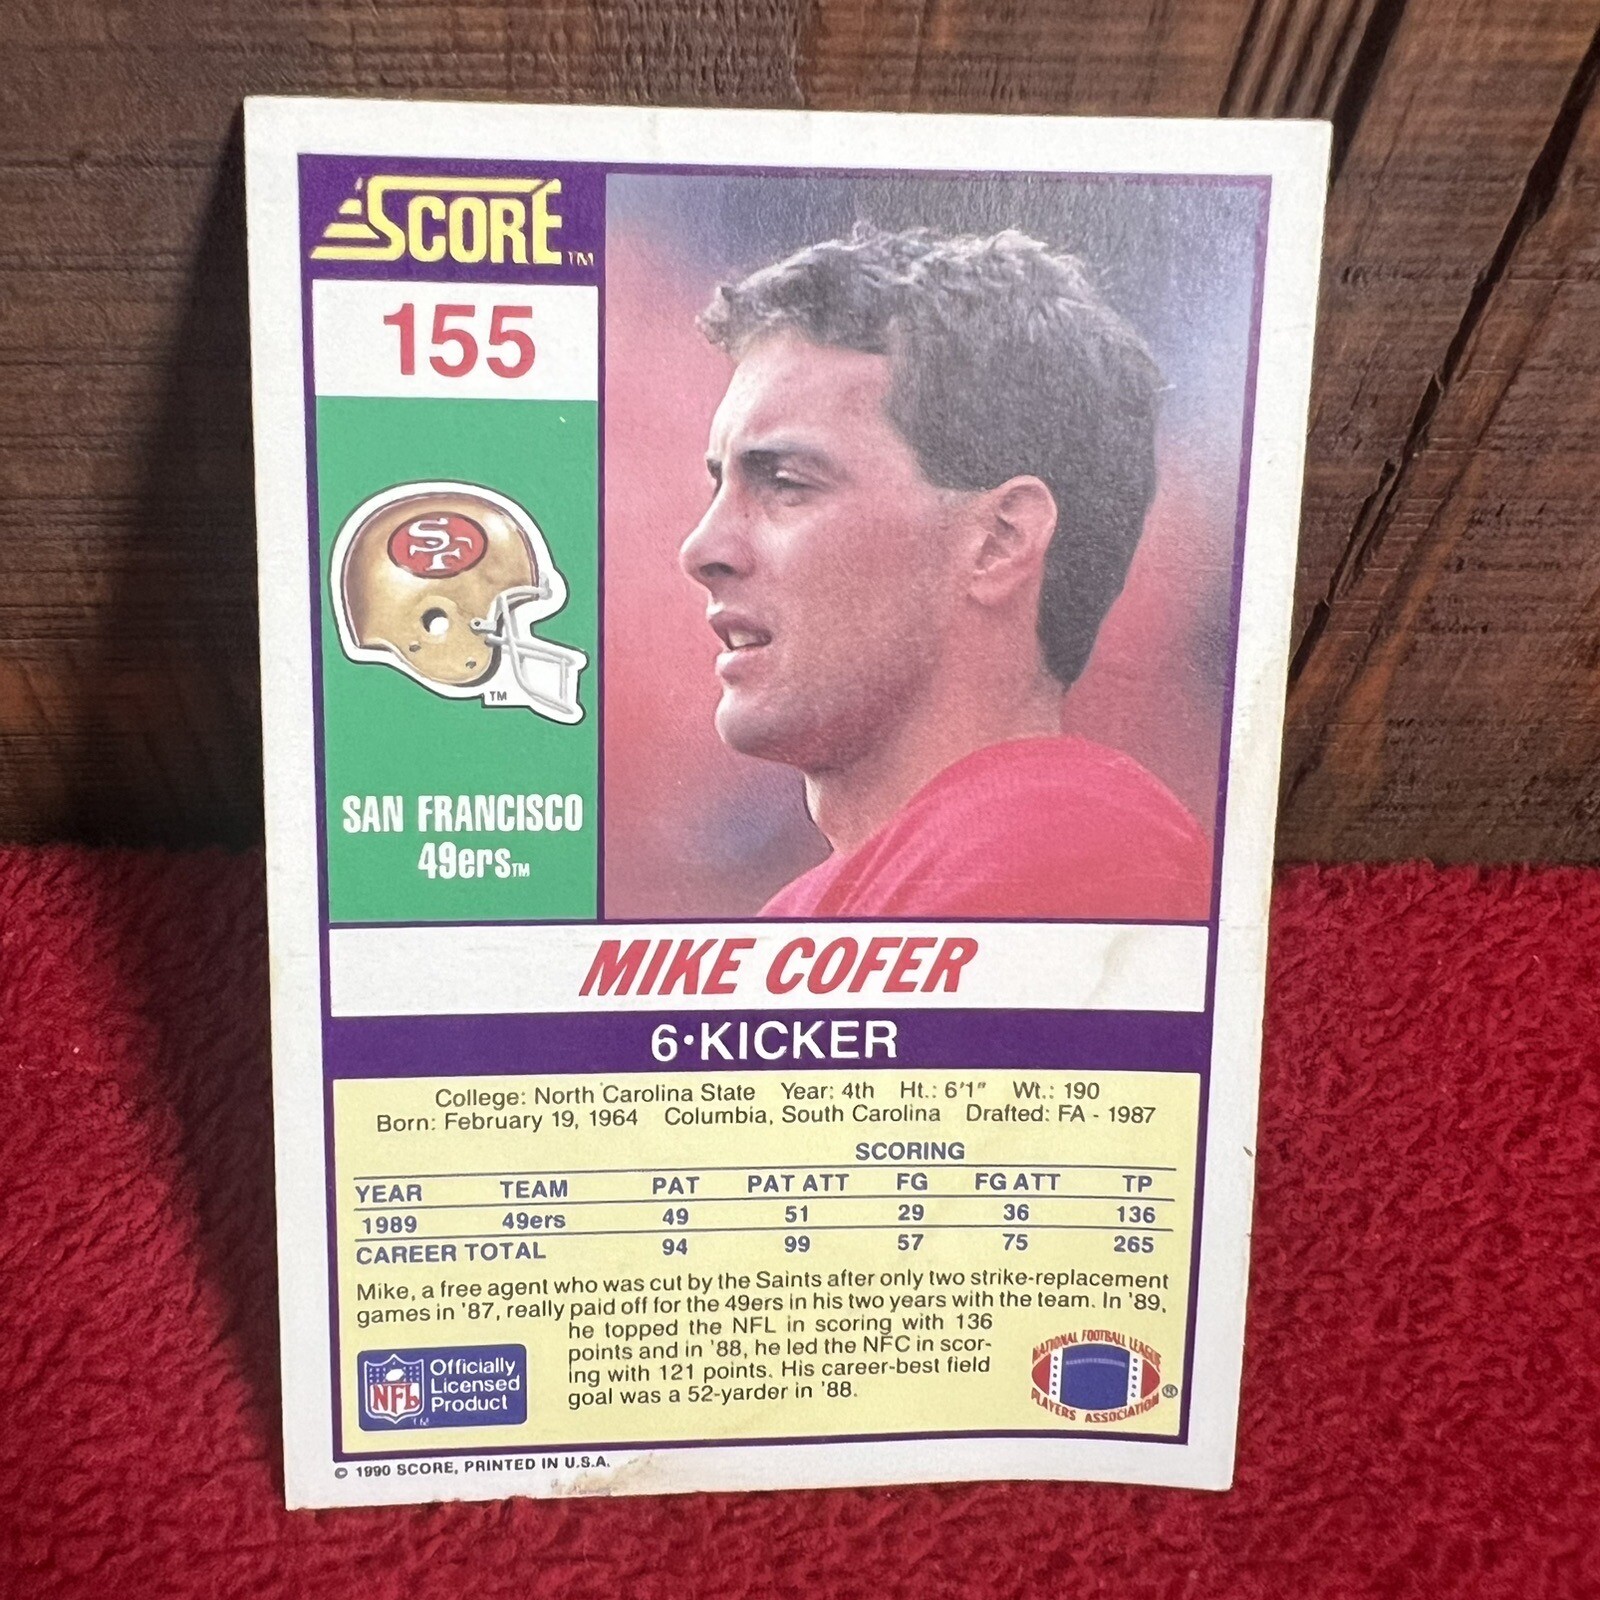 SCORE™
155
SF
TM
SAN FRANCISCO
49ers™
MIKE COFER
6·KICKER
College: North Carolina State Year: 4th Ht.: 6'1" Wt.: 190
Born: February 19, 1964 Columbia, South Carolina Drafted: FA - 1987
SCORING
YEAR TEAM PAT PAT ATT FG FG ATT TP
1989 49ers 49 51 29 36 136
CAREER TOTAL 94 99 57 75 265
Mike, a free agent who was cut by the Saints after only two strike-replacement
games in '87, really paid off for the 49ers in his two years with the team. In '89,
he topped the NFL in scoring with 136
points and in '88, he led the NFC in scor-
ing with 121 points. His career-best field
goal was a 52-yarder in '88.
NFL
TM
Officially
Licensed
Product
NATIONAL FOOTBALL LEAGUE
PLAYERS ASSOCIATION ®
© 1990 SCORE, PRINTED IN U.S.A.